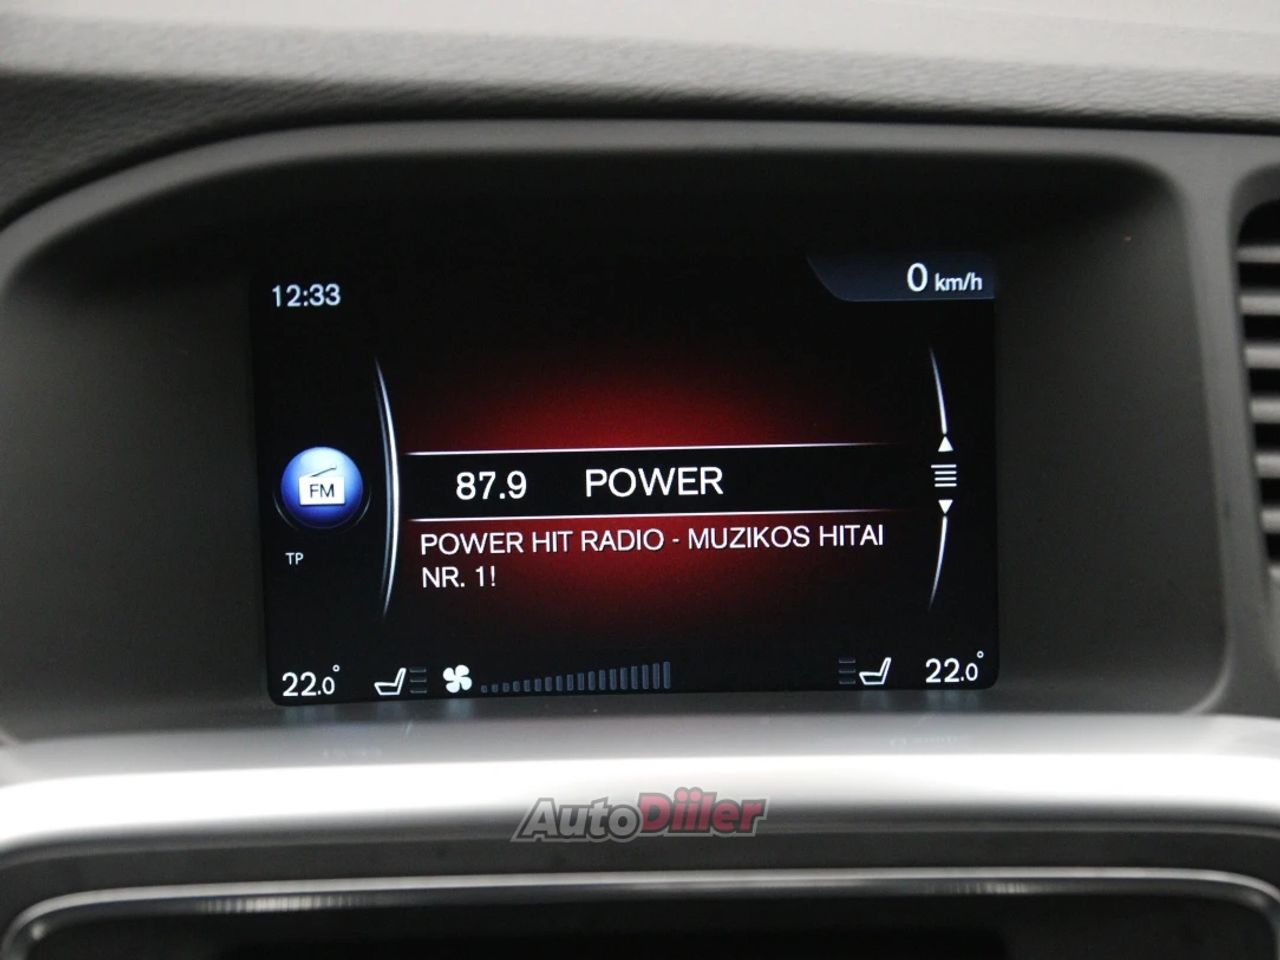 12:33
0 km/h
FM
87.9 POWER
TP
POWER HIT RADIO - MUZIKOS HITAI
NR. 1!
22.0°
22.0°
AutoDiiler